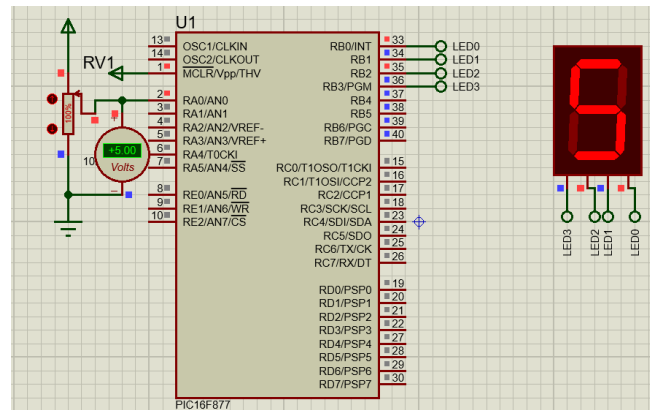 U1
RV1
100%
10
+5.00
Volts
13 OSC1/CLKIN
14 OSC2/CLKOUT
1 MCLR/Vpp/THV
2 RA0/AN0
3 RA1/AN1
4 RA2/AN2/VREF-
5 RA3/AN3/VREF+
6 RA4/T0CKI
7 RA5/AN4/SS
8 RE0/AN5/RD
9 RE1/AN6/WR
10 RE2/AN7/CS
RB0/INT 33 LED0
RB1 34 LED1
RB2 35 LED2
RB3/PGM 36 LED3
RB4 37
RB5 38
RB6/PGC 39
RB7/PGD 40
RC0/T1OSO/T1CKI 15
RC1/T1OSI/CCP2 16
RC2/CCP1 17
RC3/SCK/SCL 18
RC4/SDI/SDA 23
RC5/SDO 24
RC6/TX/CK 25
RC7/RX/DT 26
RD0/PSP0 19
RD1/PSP1 20
RD2/PSP2 21
RD3/PSP3 22
RD4/PSP4 27
RD5/PSP5 28
RD6/PSP6 29
RD7/PSP7 30
PIC16F877
5
LED3
LED2
LED1
LED0